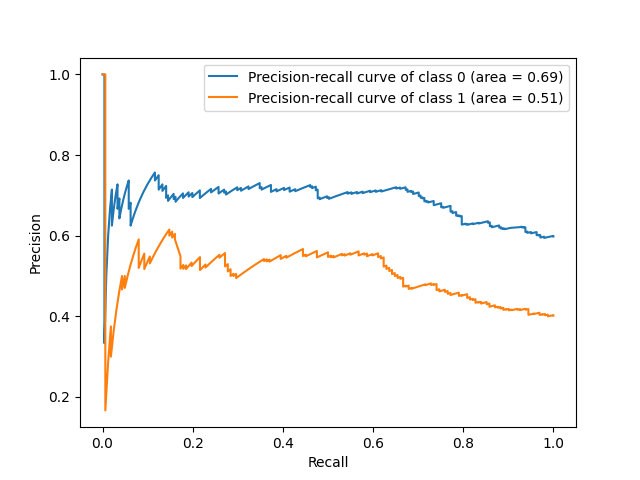 Precision-recall curve of class 0 (area = 0.69)
Precision-recall curve of class 1 (area = 0.51)
1.0
0.8
0.6
0.4
0.2
Precision
0.0 0.2 0.4 0.6 0.8 1.0
Recall